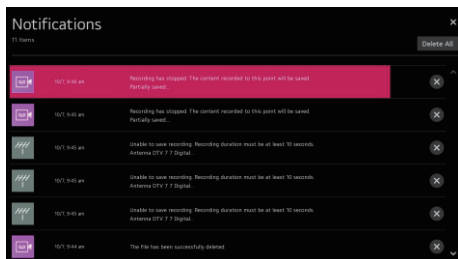 Notifications
11 Items
Delete All
10/7, 9:46 am
Recording has stopped. The content recorded to this point will be saved.
Partially saved...
10/7, 9:45 am
Recording has stopped. The content recorded to this point will be saved.
Partially saved...
10/7, 9:45 am
Unable to save recording. Recording duration must be at least 10 seconds.
Antenna DTV 7 7 Digital...
10/7, 9:45 am
Unable to save recording. Recording duration must be at least 10 seconds.
Antenna DTV 7 7 Digital...
10/7, 9:45 am
Unable to save recording. Recording duration must be at least 10 seconds.
Antenna DTV 7 7 Digital...
10/7, 9:44 am
The File has been successfully deleted.